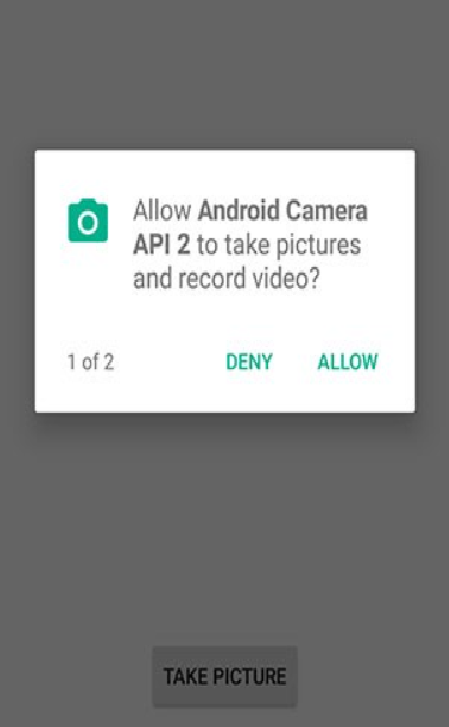 Allow Android Camera
API 2 to take pictures
and record video?
1 of 2 DENY ALLOW
TAKE PICTURE